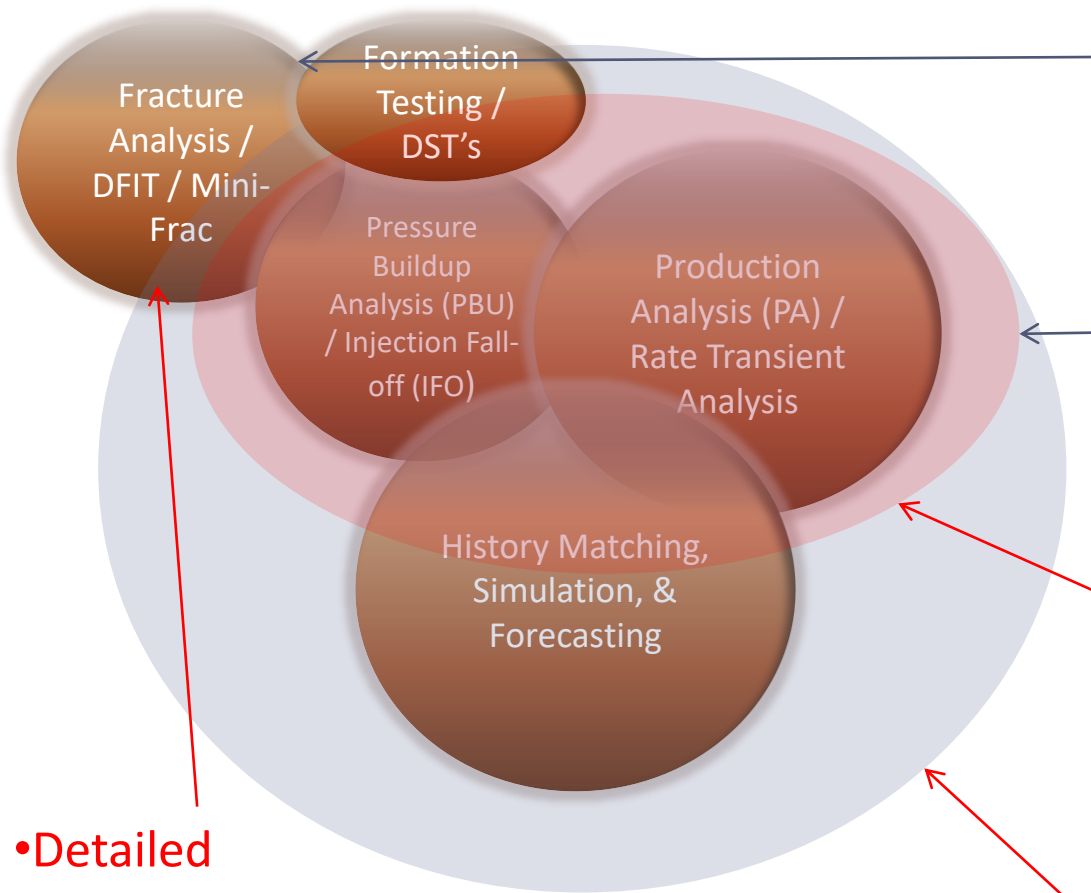 Fracture
Analysis /
DFIT / Mini-
Frac
Formation
Testing /
DST’s
Pressure
Buildup
Analysis (PBU)
/ Injection Fall-
off (IFO)
Production
Analysis (PA) /
Rate Transient
Analysis
History Matching,
Simulation, &
Forecasting
•Detailed